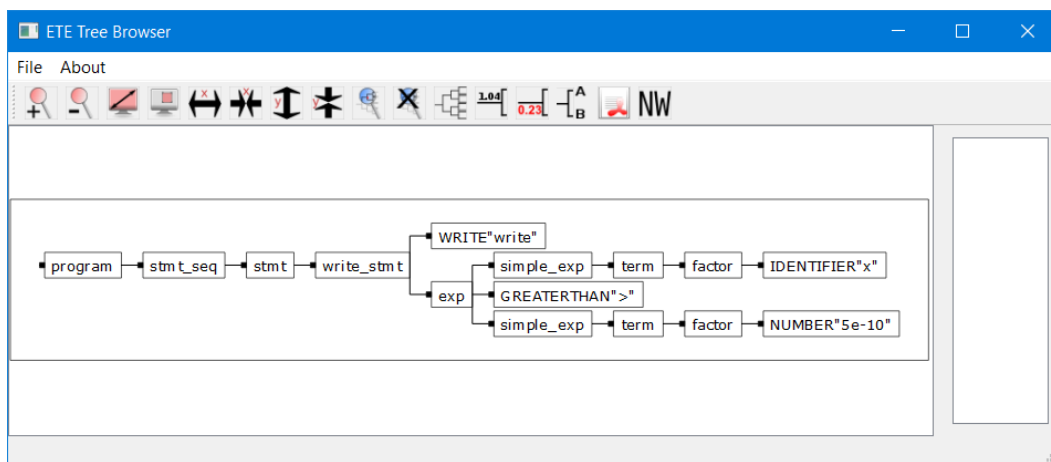 ETE Tree Browser
File About
x x y y 1.04 0.23 A B NW
WRITE"write"
program stmt_seq stmt write_stmt simple_exp term factor IDENTIFIER"x"
exp GREATERTHAN">"
simple_exp term factor NUMBER"5e-10"